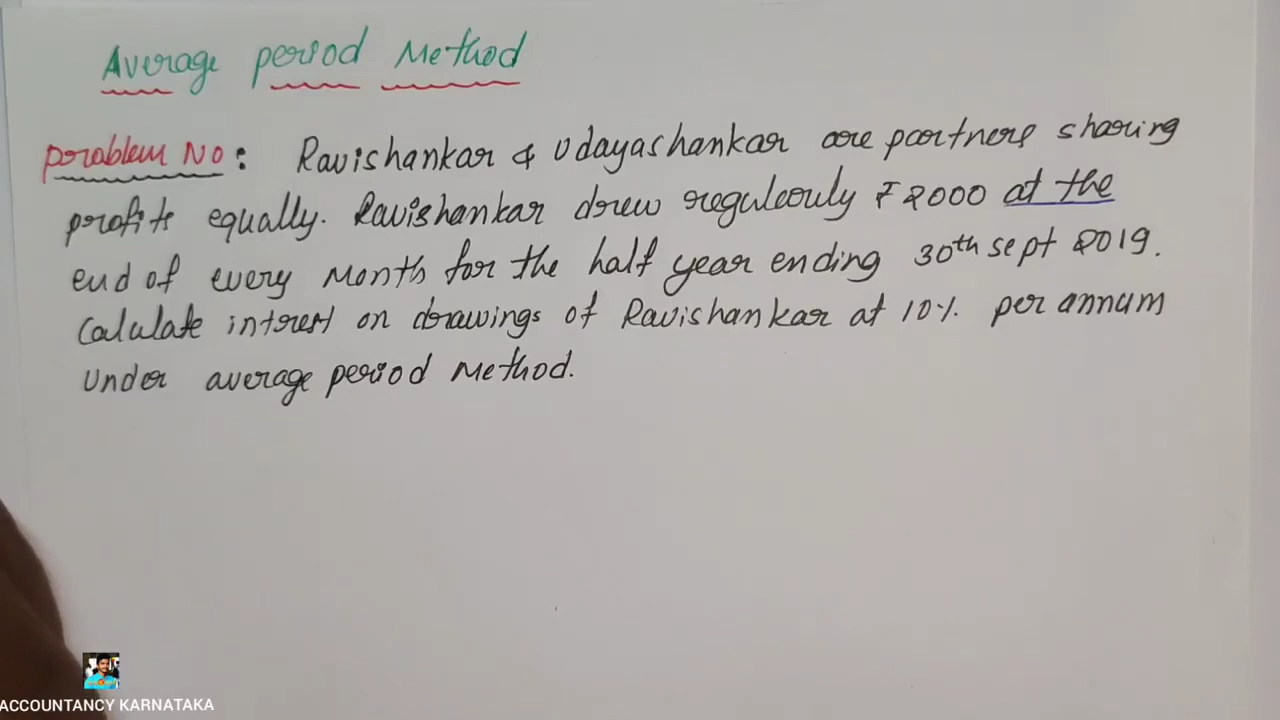 Average period Method
problem No: Ravishankar & Udayashankar are partners sharing
profits equally. Ravishankar drew regularly ₹2000 at the
end of every Month for the half year ending 30th sept 2019.
Calulate interest on drawings of Ravishankar at 10%. per annum
Under average period Method.
ACCOUNTANCY KARNATAKA